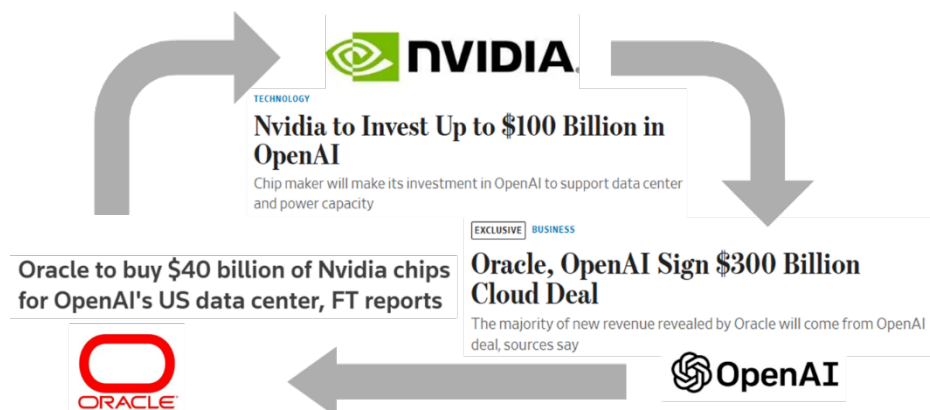 NVIDIA.
TECHNOLOGY
Nvidia to Invest Up to $100 Billion in
OpenAI
Chip maker will make its investment in OpenAI to support data center
and power capacity
EXCLUSIVE BUSINESS
Oracle, OpenAI Sign $300 Billion
Cloud Deal
The majority of new revenue revealed by Oracle will come from OpenAI
deal, sources say
Oracle to buy $40 billion of Nvidia chips
for OpenAI's US data center, FT reports
OpenAI
ORACLE